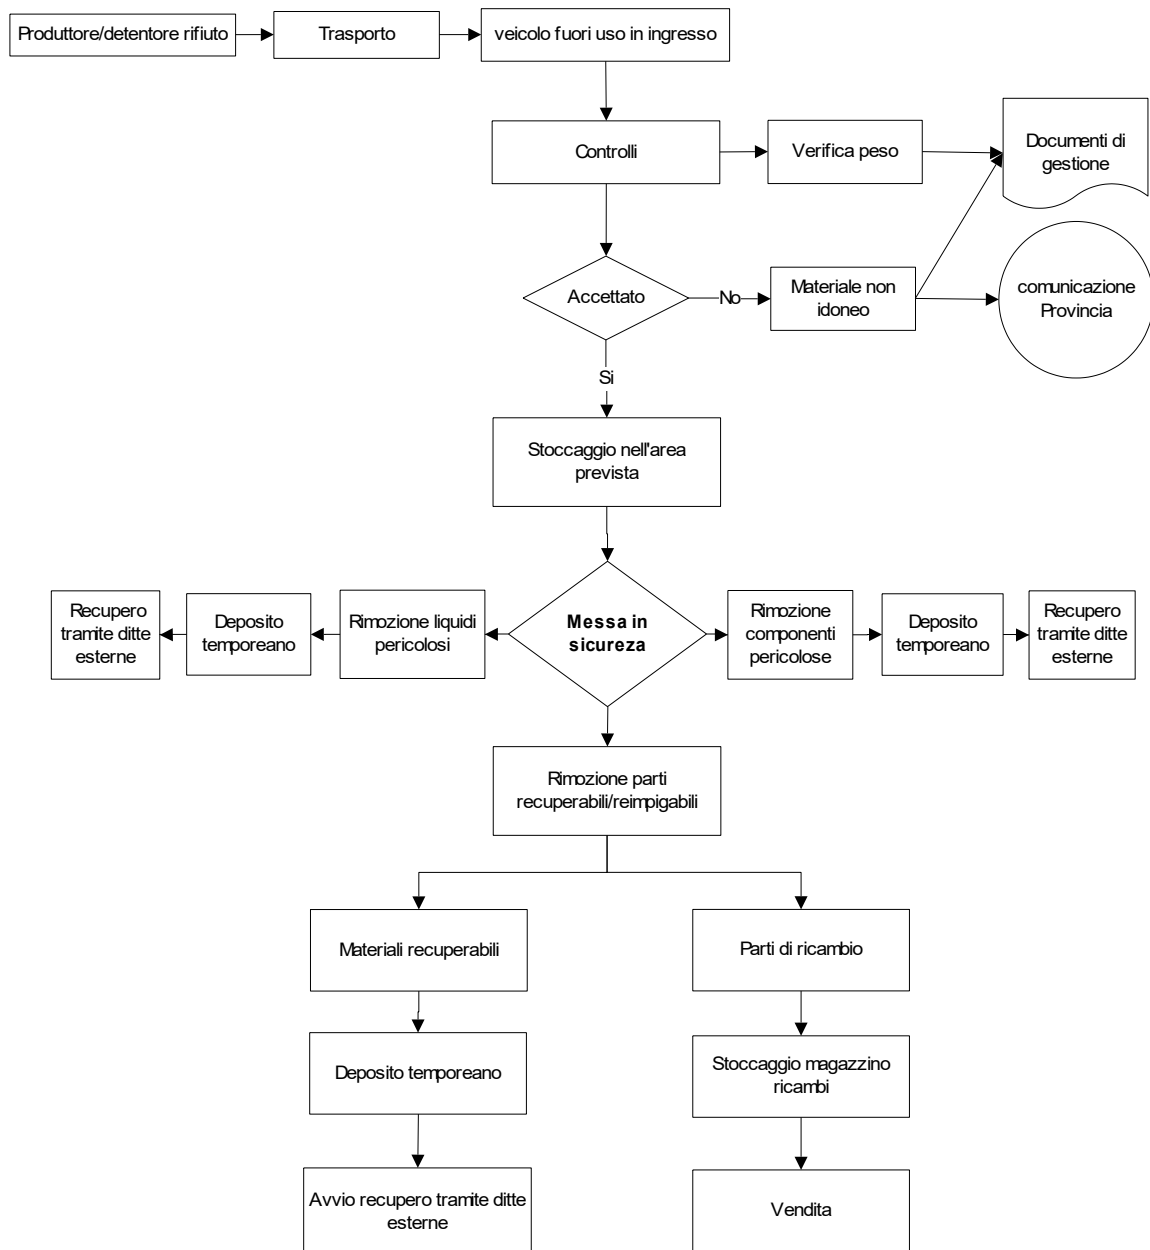 Produttore/detentore rifiuto
Trasporto
veicolo fuori uso in ingresso
Controlli
Verifica peso
Documenti di
gestione
Accettato
No
Materiale non
idoneo
comunicazione
Provincia
Si
Stoccaggio nell'area
prevista
Recupero
tramite ditte
esterne
Deposito
temporeano
Rimozione liquidi
pericolosi
Messa in
sicureza
Rimozione
componenti
pericolose
Deposito
temporeano
Recupero
tramite ditte
esterne
Rimozione parti
recuperabili/reimpigabili
Materiali recuperabili
Parti di ricambio
Deposito temporeano
Stoccaggio magazzino
ricambi
Avvio recupero tramite ditte
esterne
Vendita